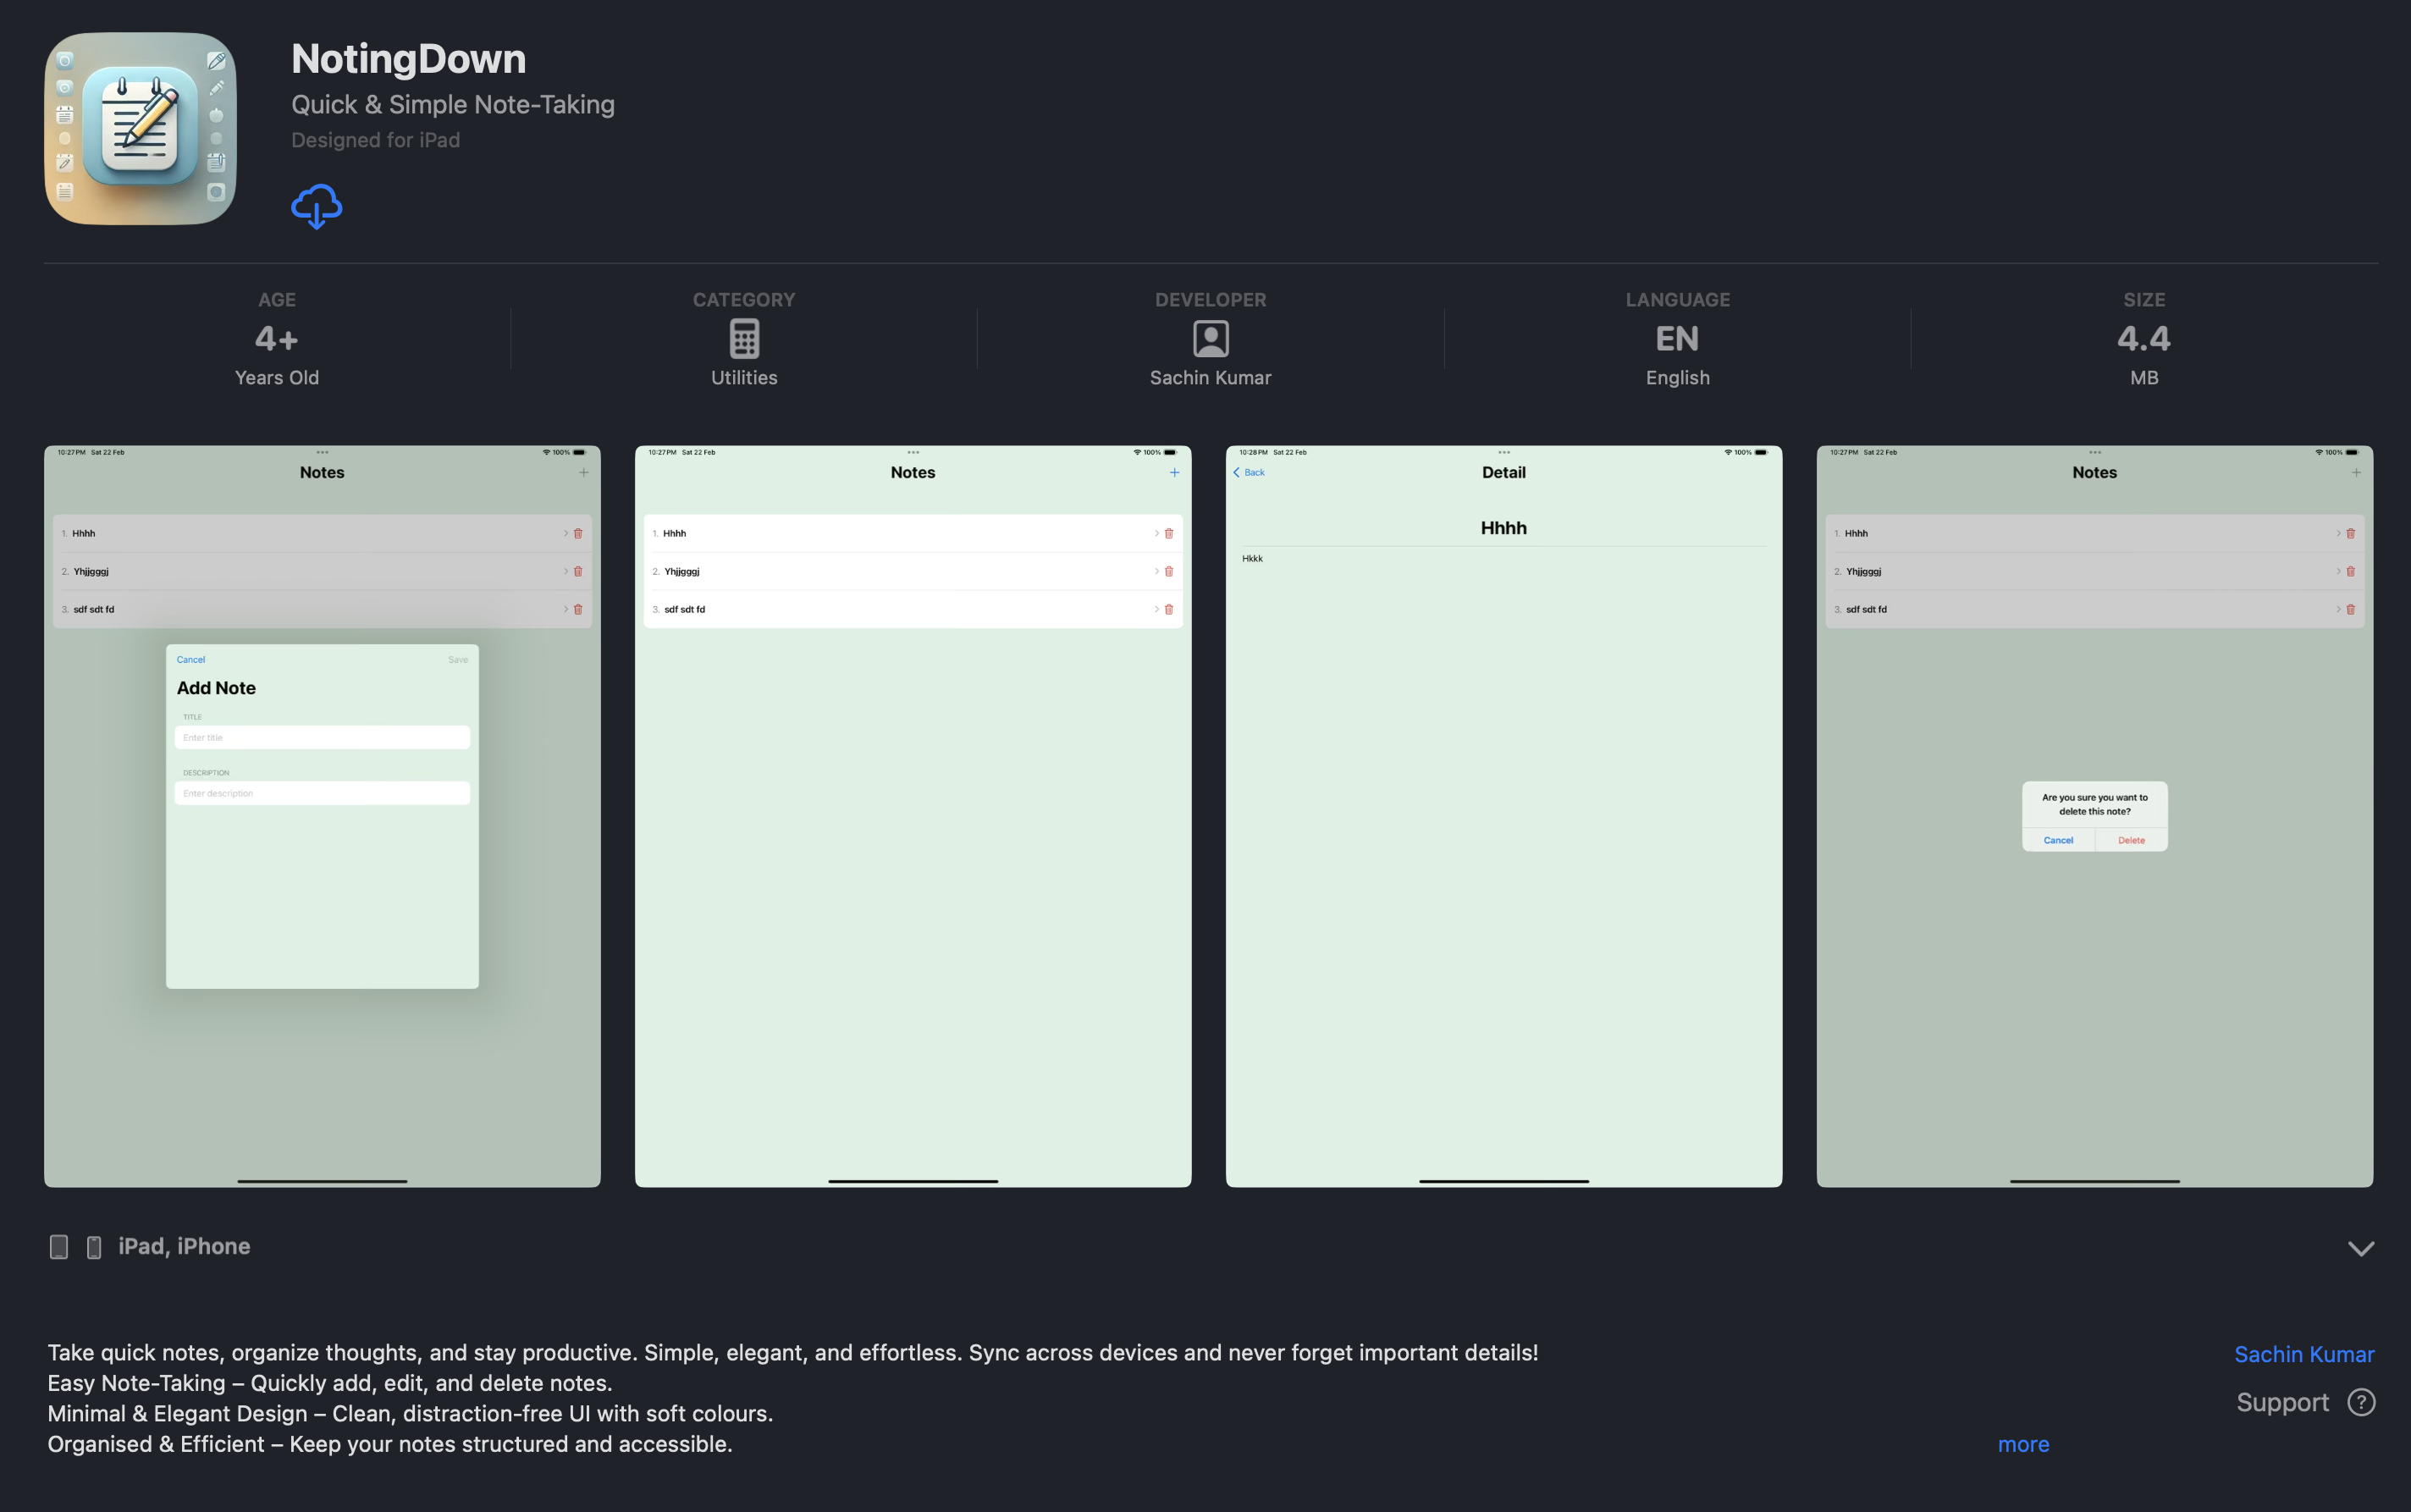 NotingDown
Quick & Simple Note-Taking
Designed for iPad
AGE
4+
Years Old
CATEGORY
Utilities
DEVELOPER
Sachin Kumar
LANGUAGE
EN
English
SIZE
4.4
MB
10:27 PM Sat 22 Feb
100%
Notes
+
1. Hhhh
2. Yhjjgggj
3. sdf sdt fd
Cancel
Save
Add Note
TITLE
Enter title
DESCRIPTION
Enter description
10:27 PM Sat 22 Feb
100%
Notes
+
1. Hhhh
2. Yhjjgggj
3. sdf sdt fd
10:28 PM Sat 22 Feb
100%
Back
Detail
Hhhh
Hkkk
10:27 PM Sat 22 Feb
100%
Notes
+
1. Hhhh
2. Yhjjgggj
3. sdf sdt fd
Are you sure you want to
delete this note?
Cancel
Delete
iPad, iPhone
Take quick notes, organize thoughts, and stay productive. Simple, elegant, and effortless. Sync across devices and never forget important details!
Easy Note-Taking – Quickly add, edit, and delete notes.
Minimal & Elegant Design – Clean, distraction-free UI with soft colours.
Organised & Efficient – Keep your notes structured and accessible.
more
Sachin Kumar
Support ?